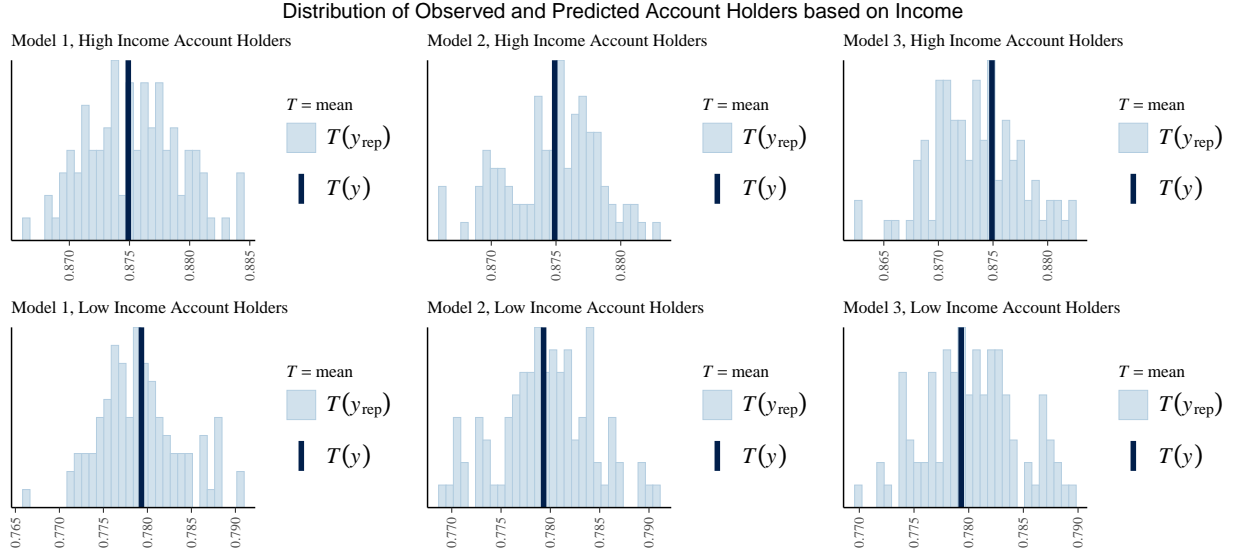 Distribution of Observed and Predicted Account Holders based on Income
Model 1, High Income Account Holders
T = mean
T(yrep)
T(y)
0.870
0.875
0.880
0.885
Model 2, High Income Account Holders
T = mean
T(yrep)
T(y)
0.870
0.875
0.880
Model 3, High Income Account Holders
T = mean
T(yrep)
T(y)
0.865
0.870
0.875
0.880
Model 1, Low Income Account Holders
T = mean
T(yrep)
T(y)
0.765
0.770
0.775
0.780
0.785
0.790
Model 2, Low Income Account Holders
T = mean
T(yrep)
T(y)
0.770
0.775
0.780
0.785
0.790
Model 3, Low Income Account Holders
T = mean
T(yrep)
T(y)
0.770
0.775
0.780
0.785
0.790